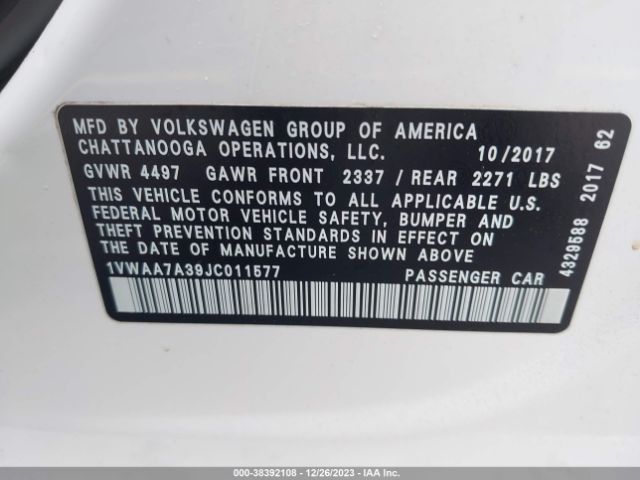 MFD BY VOLKSWAGEN GROUP OF AMERICA
CHATTANOOGA OPERATIONS, LLC. 10/2017
GVWR 4497 GAWR FRONT 2337 / REAR 2271 LBS
THIS VEHICLE CONFORMS TO ALL APPLICABLE U.S.
FEDERAL MOTOR VEHICLE SAFETY, BUMPER AND
THEFT PREVENTION STANDARDS IN EFFECT ON
THE DATE OF MANUFACTURE SHOWN ABOVE
1VWAA7A39JC011577 PASSENGER CAR
4329588 2017 62
000-38392108 - 12/26/2023 - IAA Inc.